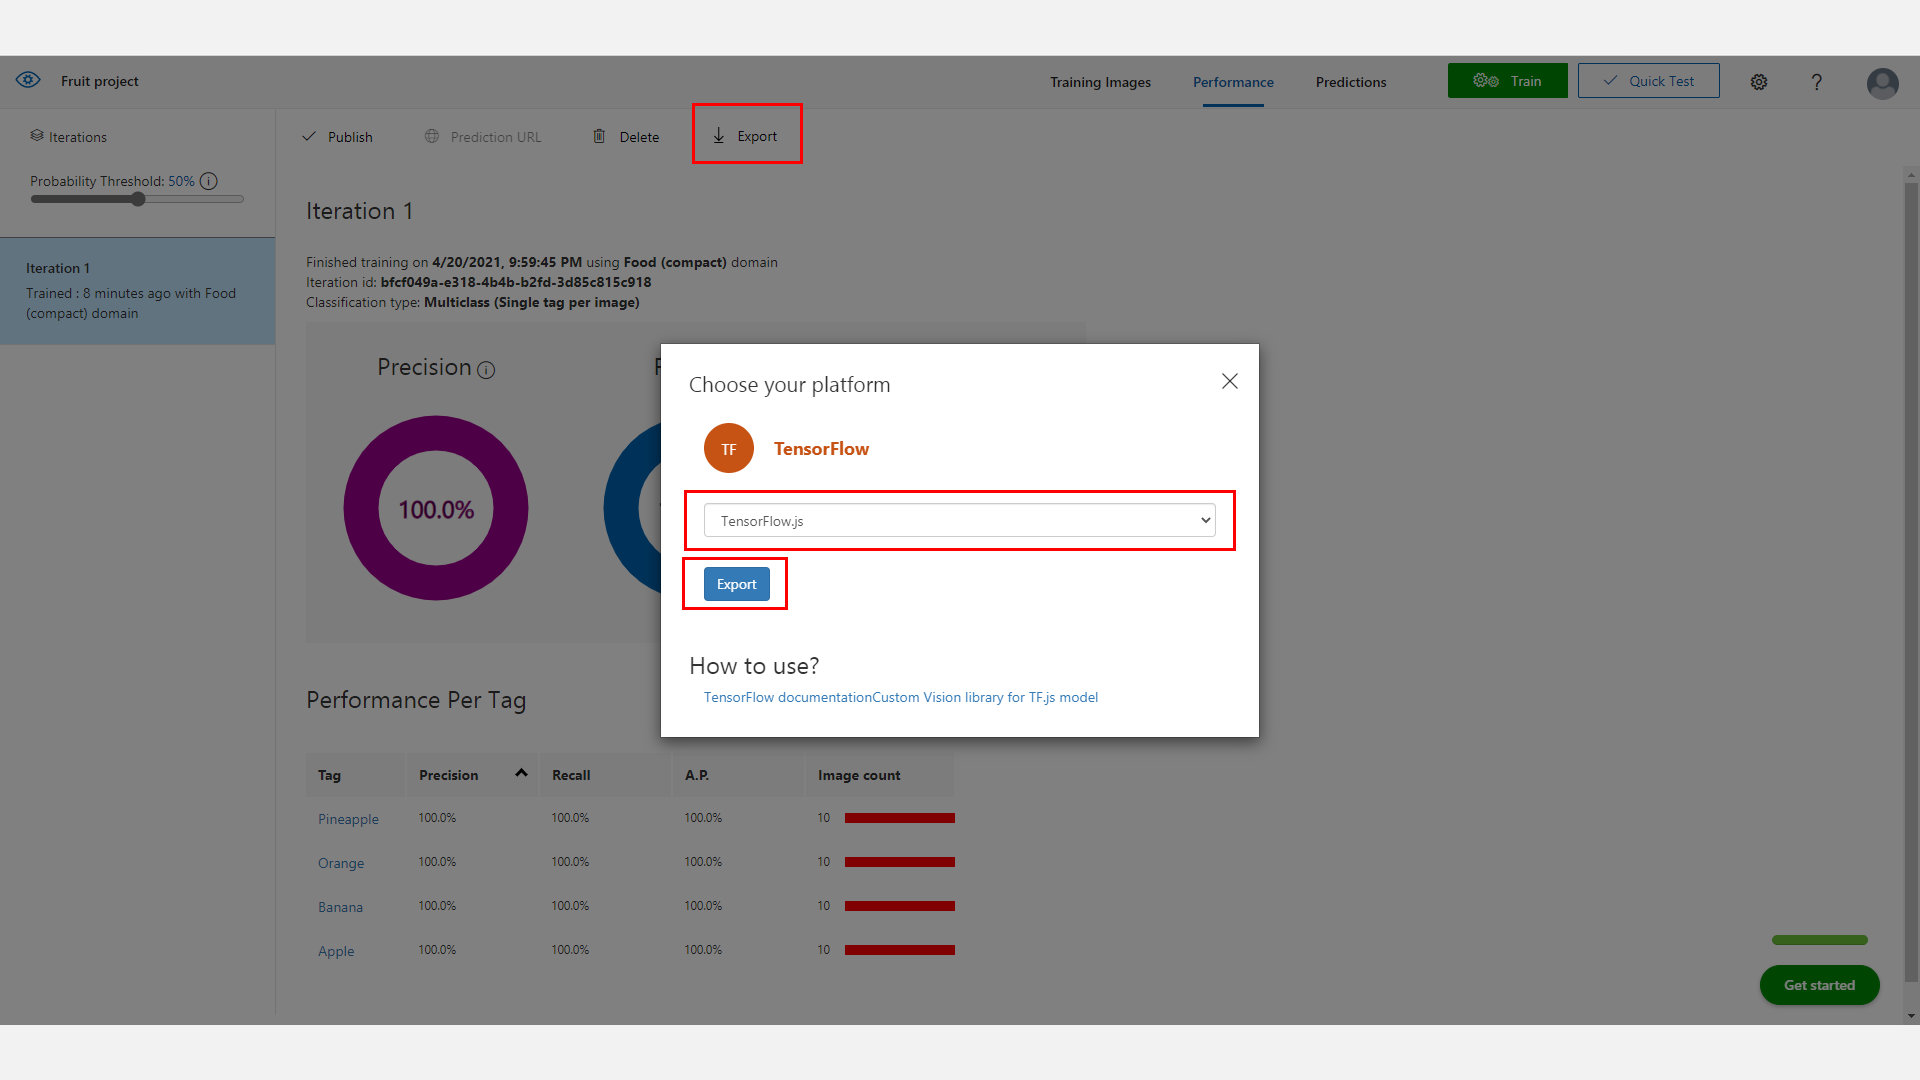 Fruit project
Training Images
Performance
Predictions
Train
Quick Test
?
Iterations
Probability Threshold: 50%
Iteration 1
Trained : 8 minutes ago with Food
(compact) domain
Publish
Prediction URL
Delete
Export
Iteration 1
Finished training on 4/20/2021, 9:59:45 PM using Food (compact) domain
Iteration id: bfcf049a-e318-4b4b-b2fd-3d85c815c918
Classification type: Multiclass (Single tag per image)
Precision
100.0%
Choose your platform
TF
TensorFlow
TensorFlow.js
Export
How to use?
TensorFlow documentationCustom Vision library for TF.js model
Performance Per Tag
Tag Precision Recall A.P. Image count
Pineapple 100.0% 100.0% 100.0% 10
Orange 100.0% 100.0% 100.0% 10
Banana 100.0% 100.0% 100.0% 10
Apple 100.0% 100.0% 100.0% 10
Get started